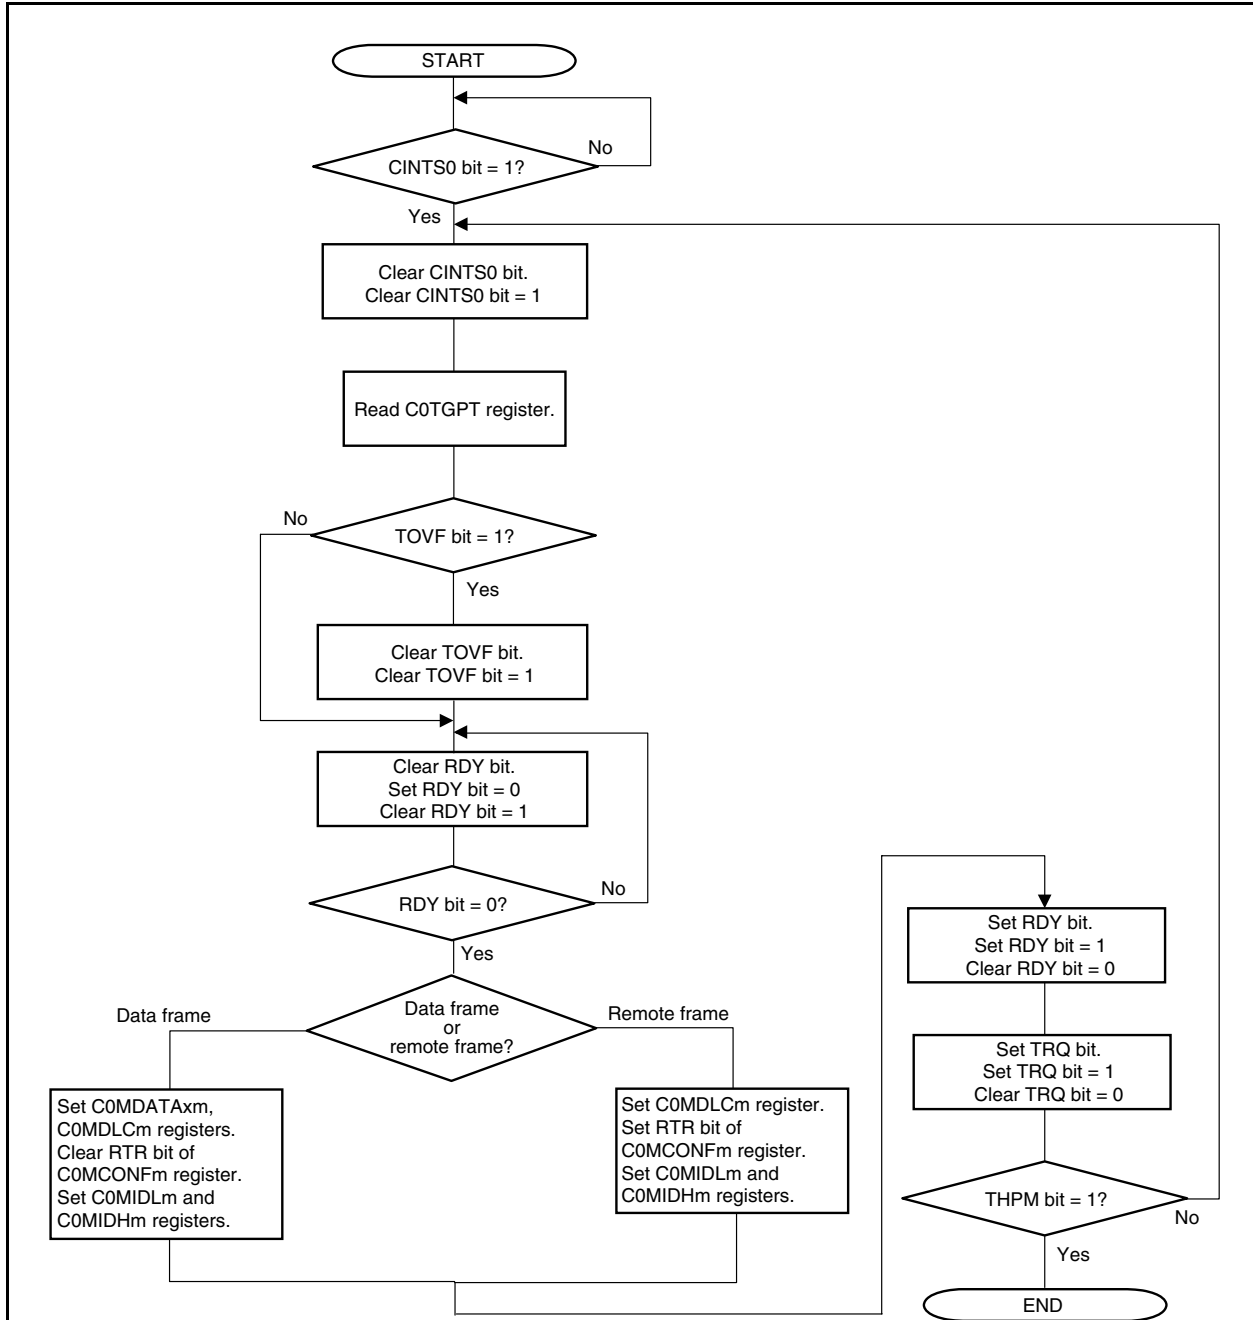 START
CINTS0 bit = 1?
No
Yes
Clear CINTS0 bit.
Clear CINTS0 bit = 1
Read C0TGPT register.
TOVF bit = 1?
No
Yes
Clear TOVF bit.
Clear TOVF bit = 1
Clear RDY bit.
Set RDY bit = 0
Clear RDY bit = 1
RDY bit = 0?
No
Yes
Data frame
or
remote frame?
Data frame
Remote frame
Set C0MDATAxm,
C0MDLCm registers.
Clear RTR bit of
C0MCONFm register.
Set C0MIDLm and
C0MIDHm registers.
Set C0MDLCm register.
Set RTR bit of
C0MCONFm register.
Set C0MIDLm and
C0MIDHm registers.
Set RDY bit.
Set RDY bit = 1
Clear RDY bit = 0
Set TRQ bit.
Set TRQ bit = 1
Clear TRQ bit = 0
THPM bit = 1?
No
Yes
END